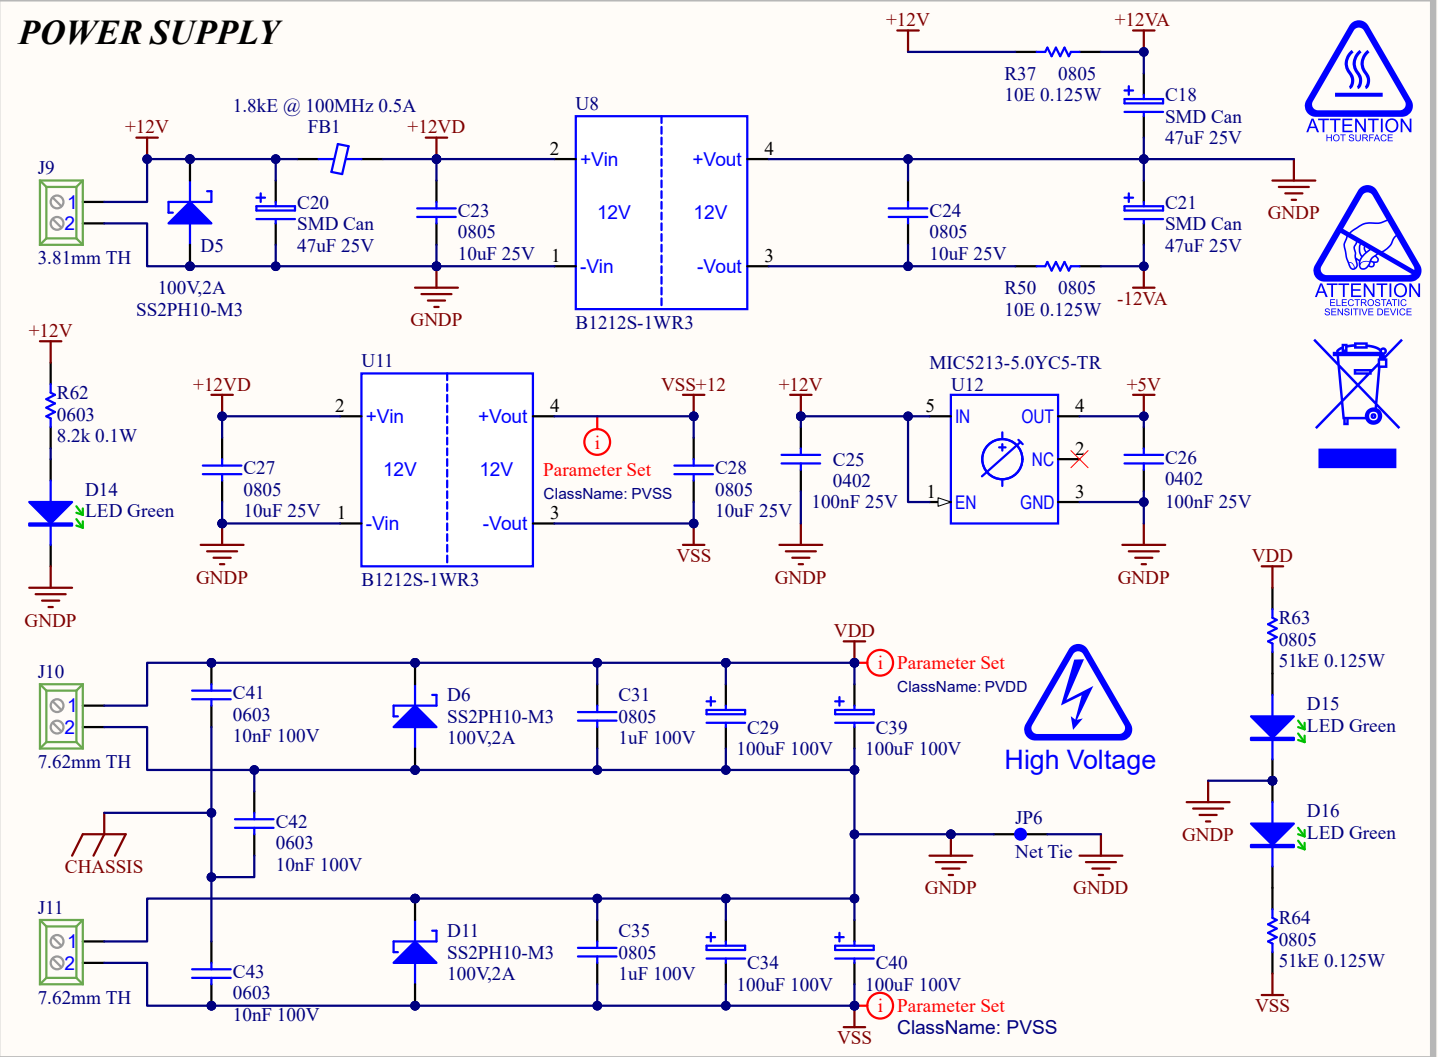 POWER SUPPLY
+12V
+12VA
R37 0805
10E 0.125W
C18
SMD Can
47uF 25V
ATTENTION
HOT SURFACE
1.8kE @ 100MHz 0.5A
FB1
+12V
+12VD
U8
J9
1
2
3.81mm TH
D5
100V,2A
SS2PH10-M3
C20
SMD Can
47uF 25V
C23
0805
10uF 25V
GNDP
2
+Vin
+Vout
4
12V
12V
1
-Vin
-Vout
3
B1212S-1WR3
C24
0805
10uF 25V
C21
SMD Can
47uF 25V
GNDP
R50 0805
10E 0.125W
-12VA
ATTENTION
ELECTROSTATIC
SENSITIVE DEVICE
+12V
R62
0603
8.2k 0.1W
D14
LED Green
GNDP
+12VD
C27
0805
10uF 25V
GNDP
U11
2
+Vin
+Vout
4
12V
12V
1
-Vin
-Vout
3
B1212S-1WR3
i
Parameter Set
ClassName: PVSS
VSS+12
C28
0805
10uF 25V
VSS
MIC5213-5.0YC5-TR
U12
+12V
C25
0402
100nF 25V
GNDP
5
IN
OUT
4
NC
2
1
EN
GND
3
+5V
C26
0402
100nF 25V
GNDP
J10
1
2
7.62mm TH
C41
0603
10nF 100V
D6
SS2PH10-M3
100V,2A
C31
0805
1uF 100V
C29
100uF 100V
VDD
C39
100uF 100V
i
Parameter Set
ClassName: PVDD
High Voltage
CHASSIS
C42
0603
10nF 100V
GNDP
JP6
Net Tie
GNDD
J11
1
2
7.62mm TH
C43
0603
10nF 100V
D11
SS2PH10-M3
100V,2A
C35
0805
1uF 100V
C34
100uF 100V
C40
100uF 100V
i
Parameter Set
ClassName: PVSS
VSS
VDD
R63
0805
51kE 0.125W
D15
LED Green
GNDP
D16
LED Green
R64
0805
51kE 0.125W
VSS